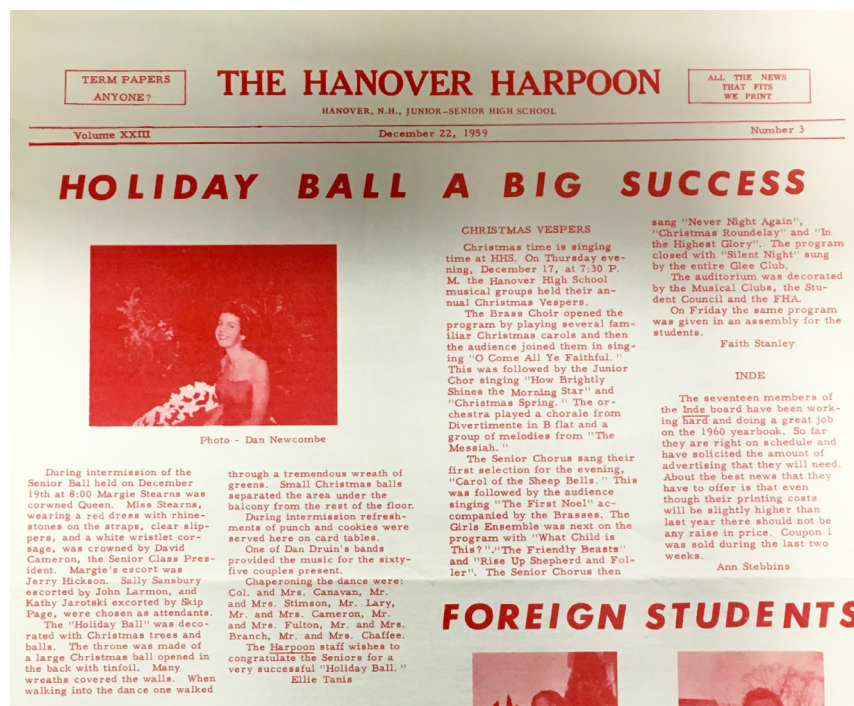 TERM PAPERS
ANYONE?
THE HANOVER HARPOON
HANOVER, N.H., JUNIOR-SENIOR HIGH SCHOOL
ALL THE NEWS
THAT FITS
WE PRINT
Volume XXIII
December 22, 1959
Number 3
HOLIDAY BALL A BIG SUCCESS
Photo - Dan Newcombe
During intermission of the
Senior Ball held on December
19th at 8:00 Margie Stearns was
corwned Queen. Miss Stearns,
wearing a red dress with rhine-
stones on the straps, clear slip-
pers, and a white wristlet cor-
sage, was crowned by David
Cameron, the Senior Class Pres-
ident. Margie's escort was
Jerry Hickson. Sally Sansbury
escorted by John Larmon, and
Kathy Jarotski excorted by Skip
Page, were chosen as attendants.
The "Holiday Ball" was deco-
rated with Christmas trees and
balls. The throne was made of
a large Christmas ball opened in
the back with tinfoil. Many
wreaths covered the walls. When
walking into the dance one walked
through a tremendous wreath of
greens. Small Christmas balls
separated the area under the
balcony from the rest of the floor.
During intermission refresh-
ments of punch and cookies were
served here on card tables.
One of Dan Druin's bands
provided the music for the sixty-
five couples present.
Chaperoning the dance were:
Col. and Mrs. Canavan, Mr.
and Mrs. Stimson, Mr. Lary,
Mr. and Mrs. Cameron, Mr.
and Mrs. Fulton, Mr. and Mrs.
Branch, Mr. and Mrs. Chaffee.
The Harpoon staff wishes to
congratulate the Seniors for a
very successful "Holiday Ball."
Ellie Tanis
CHRISTMAS VESPERS
Christmas time is singing
time at HHS. On Thursday eve-
ning, December 17, at 7:30 P.
M. the Hanover High School
musical groups held their an-
nual Christmas Vespers.
The Brass Choir opened the
program by playing several fam-
iliar Christmas carols and then
the audience joined them in sing-
ing "O Come All Ye Faithful."
This was followed by the Junior
Chor singing "How Brightly
Shines the Morning Star" and
"Christmas Spring." The or-
chestra played a chorale from
Divertimente in B flat and a
group of melodies from "The
Messiah."
The Senior Chorus sang their
first selection for the evening,
"Carol of the Sheep Bells." This
was followed by the audience
singing "The First Noel" ac-
companied by the Brasses. The
Girls Ensemble was next on the
program with "What Child is
This?", "The Friendly Beasts"
and "Rise Up Shepherd and Fol-
ler". The Senior Chorus then
sang "Never Night Again",
"Christmas Roundelay" and "In
the Highest Glory". The program
closed with "Silent Night" sung
by the entire Glee Club.
The auditorium was decorated
by the Musical Clubs, the Stu-
dent Council and the FHA.
On Friday the same program
was given in an assembly for the
students.
Faith Stanley
INDE
The seventeen members of
the Inde board have been work-
ing hard and doing a great job
on the 1960 yearbook. So far
they are right on schedule and
have solicited the amount of
advertising that they will need.
About the best news that they
have to offer is that even
though their printing costs
will be slightly higher than
last year there should not be
any raise in price. Coupon 1
was sold during the last two
weeks.
Ann Stebbins
FOREIGN STUDENTS